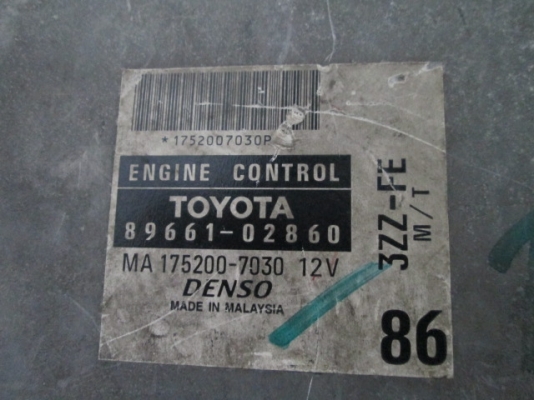 *1752007030P
ENGINE CONTROL
TOYOTA
89661-02860
MA 175200-7030 12V
DENSO
MADE IN MALAYSIA
3ZZ-FE
M/T
86